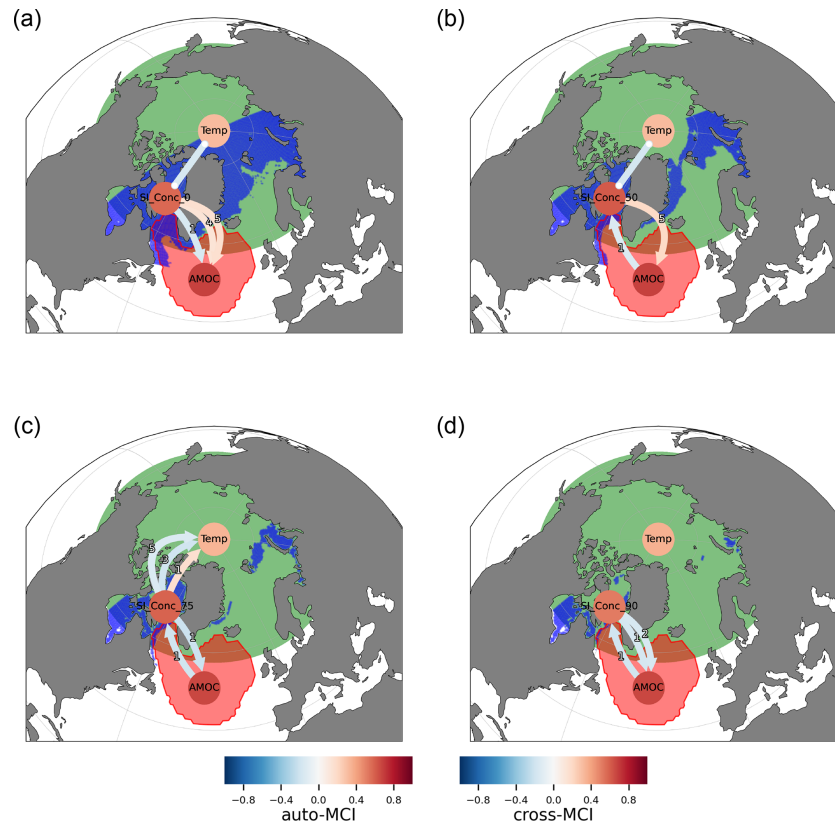 (a)
(b)
Temp
Temp
SI_Conc_0
SI_Conc_50
4 5
5
1
1
AMOC
AMOC
(c)
(d)
Temp
Temp
5
3
1
SI_Conc_75
SI_Conc_90
1 2
1
1
AMOC
AMOC
−0.8 −0.4 0.0 0.4 0.8
−0.8 −0.4 0.0 0.4 0.8
auto-MCI
cross-MCI